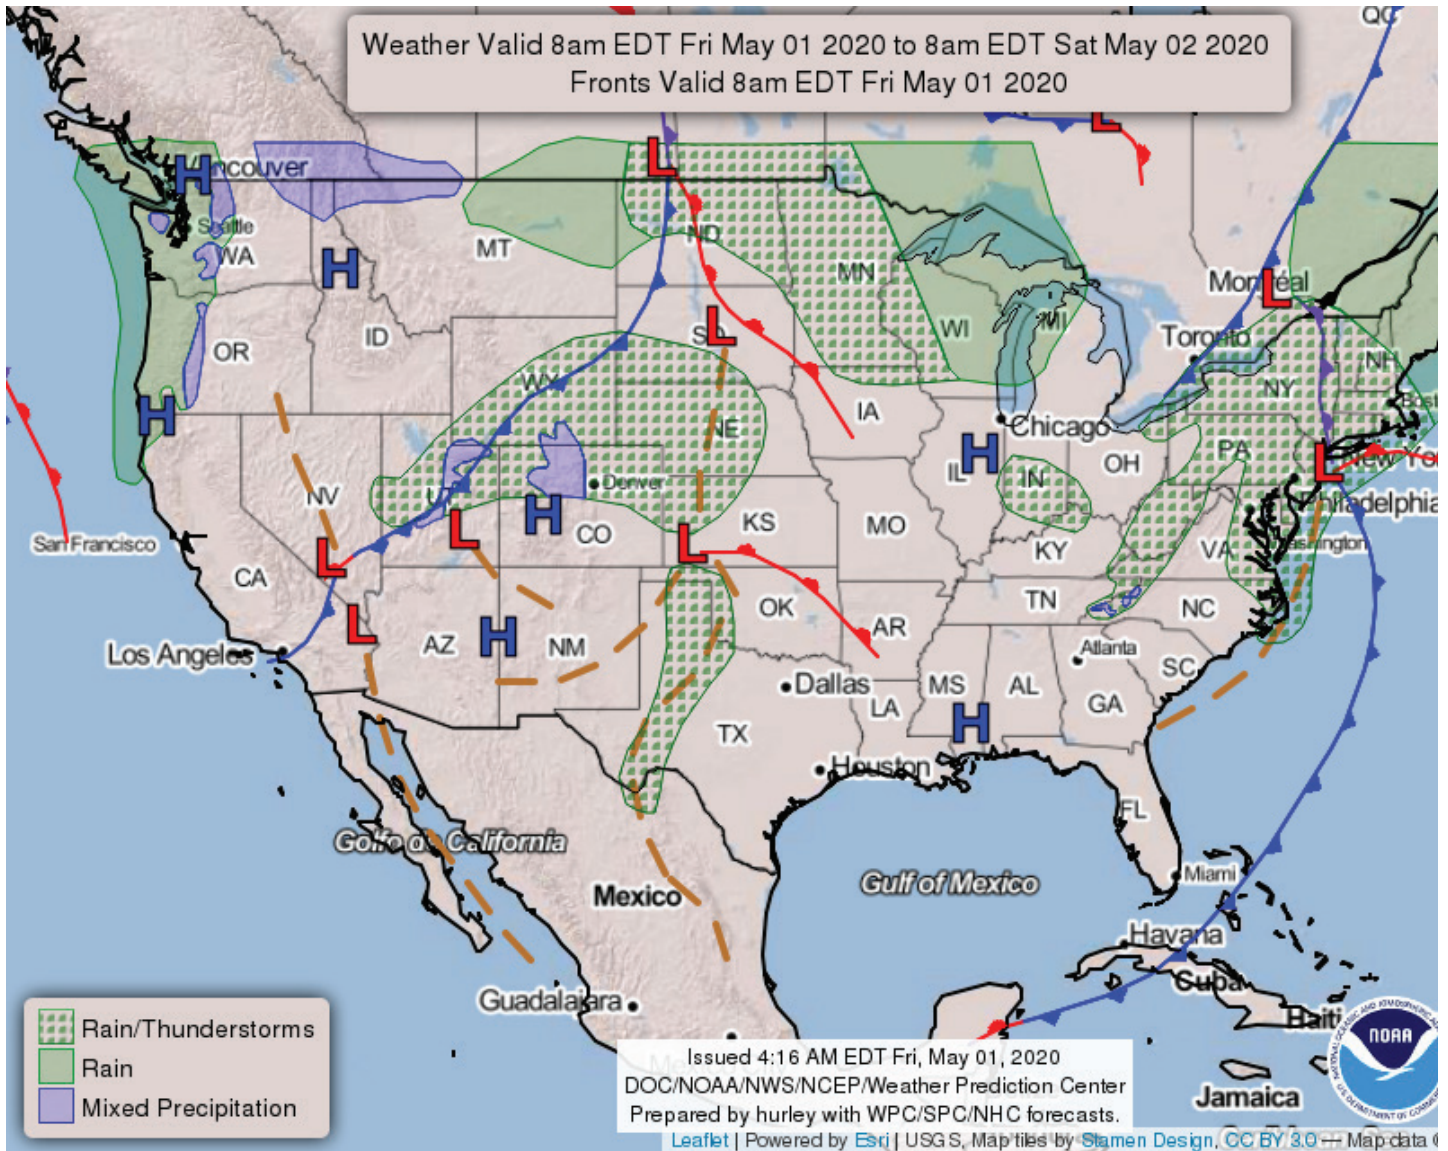 QC
Weather Valid 8am EDT Fri May 01 2020 to 8am EDT Sat May 02 2020
Fronts Valid 8am EDT Fri May 01 2020
L
L
H
H
Seattle
WA
MT
ND
MN
H
Montréal
L
OR
ID
SD
L
WI
MI
Toronto
WY
NY
NH
H
NE
IA
Chicago
PA
H
IL
IN
OH
L
NV
UT
Denver
H
CO
KS
MO
San Francisco
L
L
L
KY
VA
CA
L
AZ
H
NM
OK
AR
TN
NC
Los Angeles
Atlanta
SC
Dallas
MS
AL
GA
LA
H
TX
Houston
FL
Golfo de California
Gulf of Mexico
Miami
Mexico
Havana
Cuba
Guadalajara
Haiti
NOAA
Rain/Thunderstorms
Rain
Mixed Precipitation
Issued 4:16 AM EDT Fri, May 01, 2020
DOC/NOAA/NWS/NCEP/Weather Prediction Center
Prepared by hurley with WPC/SPC/NHC forecasts.
Jamaica
Leaflet | Powered by Esri | USGS, Map tiles by Stamen Design, CC BY 3.0 — Map data ©